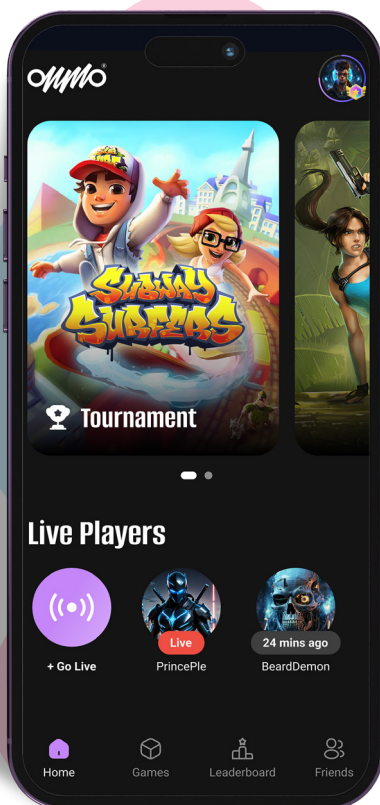 onmo
SUBWAY
SURFERS
Tournament
Live Players
Live
24 mins ago
+ Go Live
PrincePle
BeardDemon
Home
Games
Leaderboard
Friends